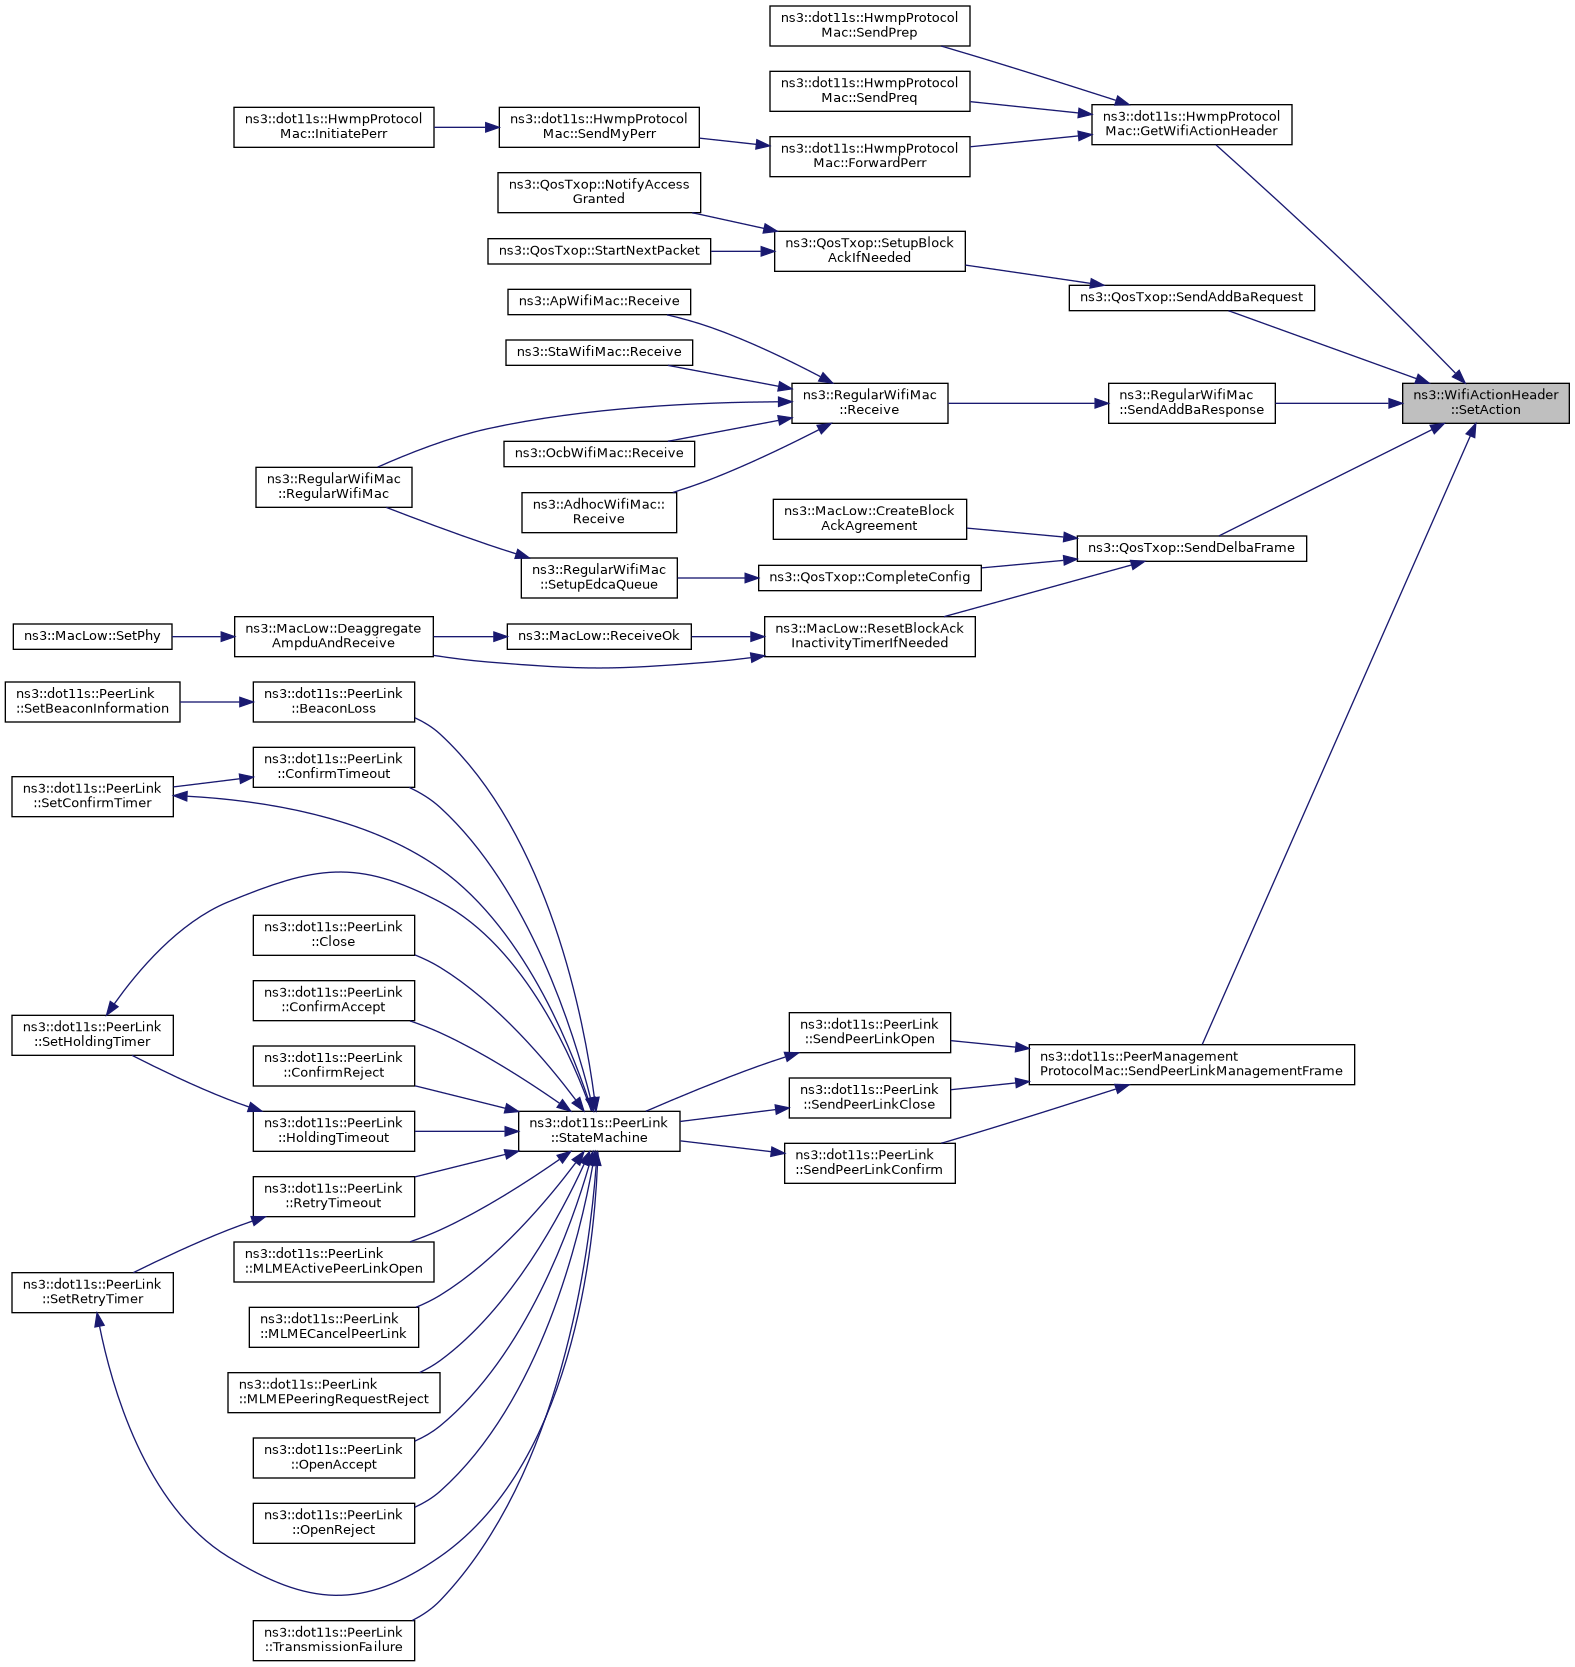 ns3::dot11s::HwmpProtocol
Mac::SendPrep
ns3::dot11s::HwmpProtocol
Mac::SendPreq
ns3::dot11s::HwmpProtocol
Mac::InitiatePerr
ns3::dot11s::HwmpProtocol
Mac::SendMyPerr
ns3::dot11s::HwmpProtocol
Mac::ForwardPerr
ns3::dot11s::HwmpProtocol
Mac::GetWifiActionHeader
ns3::QosTxop::NotifyAccess
Granted
ns3::QosTxop::StartNextPacket
ns3::QosTxop::SetupBlock
AckIfNeeded
ns3::QosTxop::SendAddBaRequest
ns3::ApWifiMac::Receive
ns3::StaWifiMac::Receive
ns3::RegularWifiMac
::Receive
ns3::RegularWifiMac
::SendAddBaResponse
ns3::WifiActionHeader
::SetAction
ns3::OcbWifiMac::Receive
ns3::RegularWifiMac
::RegularWifiMac
ns3::AdhocWifiMac::
Receive
ns3::MacLow::CreateBlock
AckAgreement
ns3::QosTxop::SendDelbaFrame
ns3::RegularWifiMac
::SetupEdcaQueue
ns3::QosTxop::CompleteConfig
ns3::MacLow::SetPhy
ns3::MacLow::Deaggregate
AmpduAndReceive
ns3::MacLow::ReceiveOk
ns3::MacLow::ResetBlockAck
InactivityTimerIfNeeded
ns3::dot11s::PeerLink
::SetBeaconInformation
ns3::dot11s::PeerLink
::BeaconLoss
ns3::dot11s::PeerLink
::ConfirmTimeout
ns3::dot11s::PeerLink
::SetConfirmTimer
ns3::dot11s::PeerLink
::Close
ns3::dot11s::PeerLink
::ConfirmAccept
ns3::dot11s::PeerLink
::SetHoldingTimer
ns3::dot11s::PeerLink
::ConfirmReject
ns3::dot11s::PeerLink
::HoldingTimeout
ns3::dot11s::PeerLink
::StateMachine
ns3::dot11s::PeerLink
::SendPeerLinkOpen
ns3::dot11s::PeerLink
::SendPeerLinkClose
ns3::dot11s::PeerLink
::SendPeerLinkConfirm
ns3::dot11s::PeerManagement
ProtocolMac::SendPeerLinkManagementFrame
ns3::dot11s::PeerLink
::RetryTimeout
ns3::dot11s::PeerLink
::MLMEActivePeerLinkOpen
ns3::dot11s::PeerLink
::SetRetryTimer
ns3::dot11s::PeerLink
::MLMECancelPeerLink
ns3::dot11s::PeerLink
::MLMEPeeringRequestReject
ns3::dot11s::PeerLink
::OpenAccept
ns3::dot11s::PeerLink
::OpenReject
ns3::dot11s::PeerLink
::TransmissionFailure